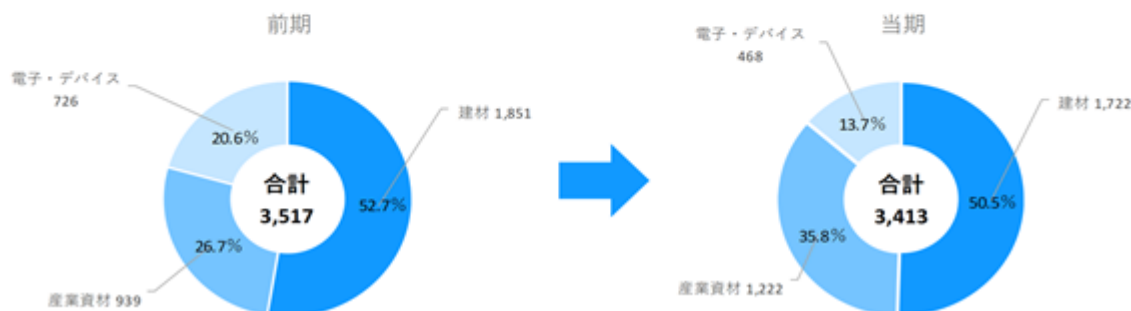 前期
電子・デバイス
726
20.6%
建材 1,851
合計
3,517
52.7%
26.7%
産業資材 939
当期
電子・デバイス
468
13.7%
建材 1,722
合計
3,413
50.5%
35.8%
産業資材 1,222